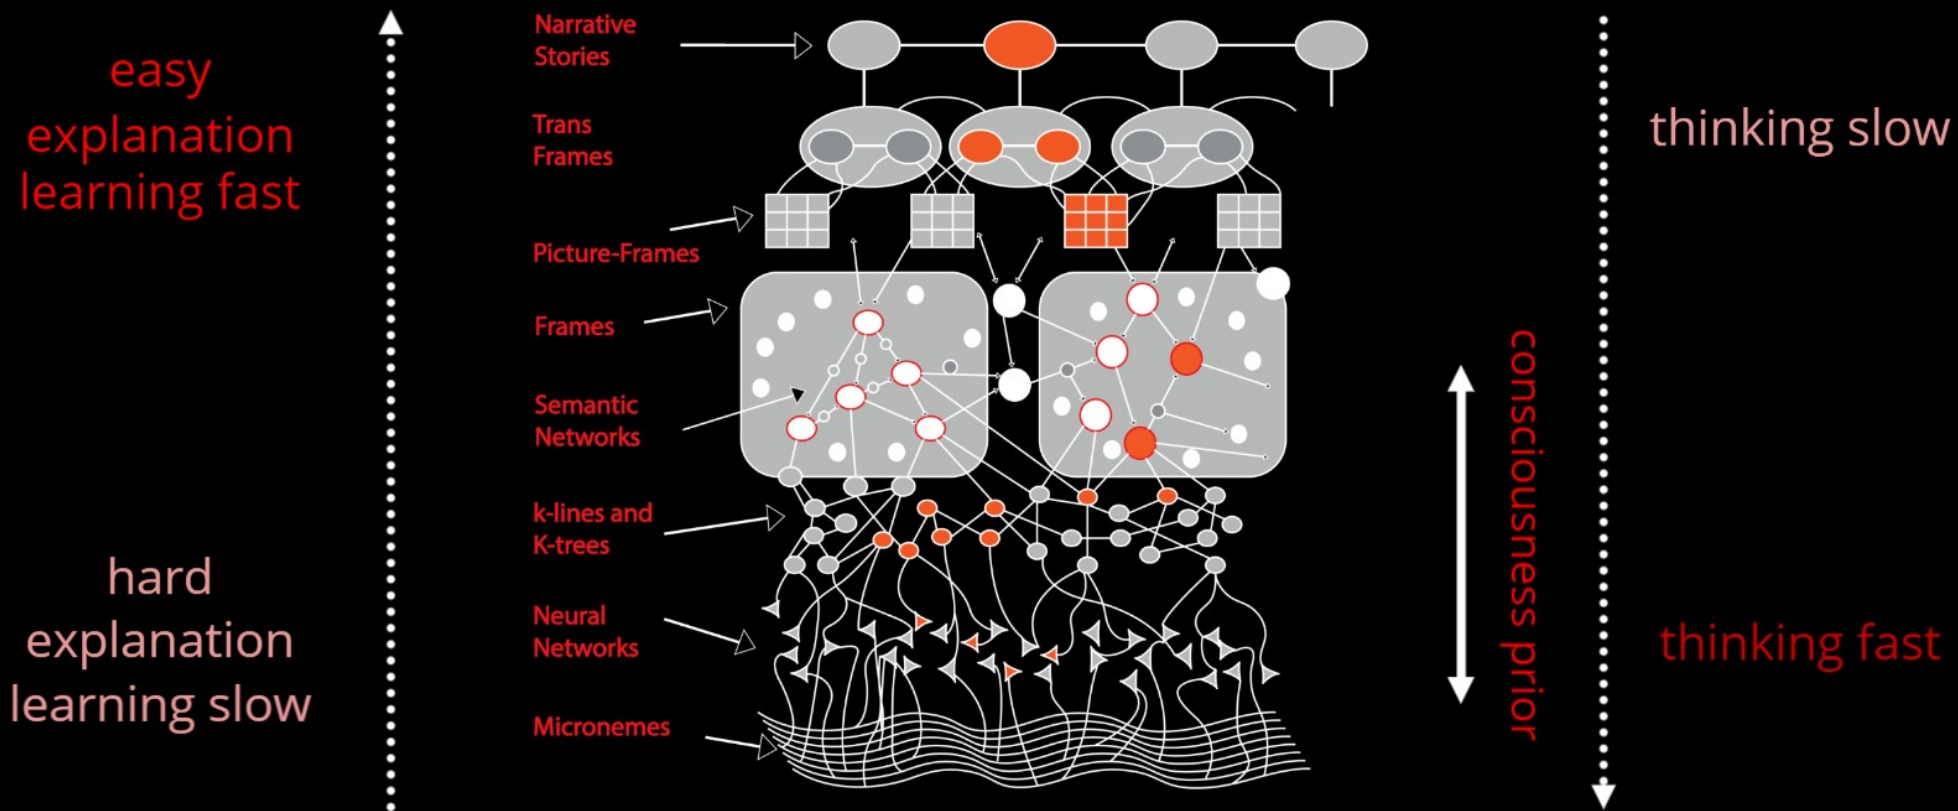 easy
explanation
learning fast
hard
explanation
learning slow
Narrative
Stories
Trans
Frames
Picture-Frames
Frames
Semantic
Networks
k-lines and
K-trees
Neural
Networks
Micronemes
consciousness prior
thinking slow
thinking fast